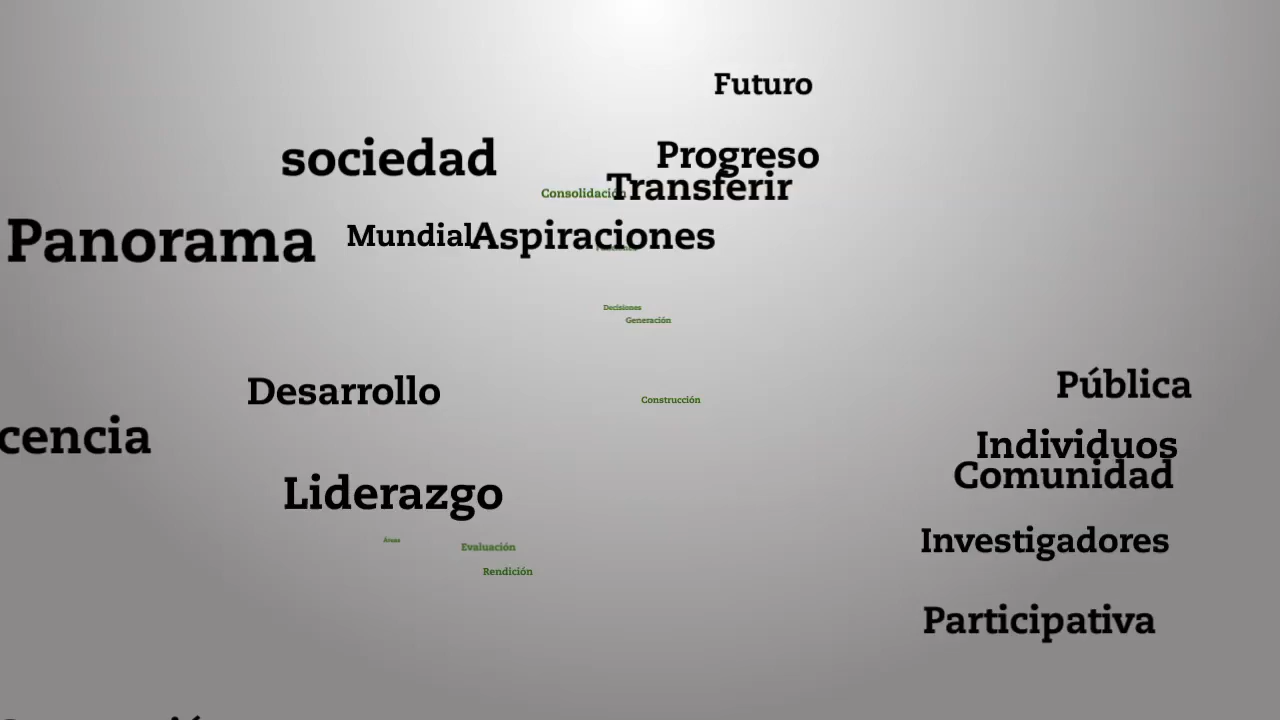 Futuro
sociedad
Progreso
Transferir
Consolidación
Panorama
Mundial
Aspiraciones
Decisiones
Generación
Desarrollo
Pública
Construcción
cencia
Individuos
Comunidad
Liderazgo
Áreas
Investigadores
Evaluación
Rendición
Participativa